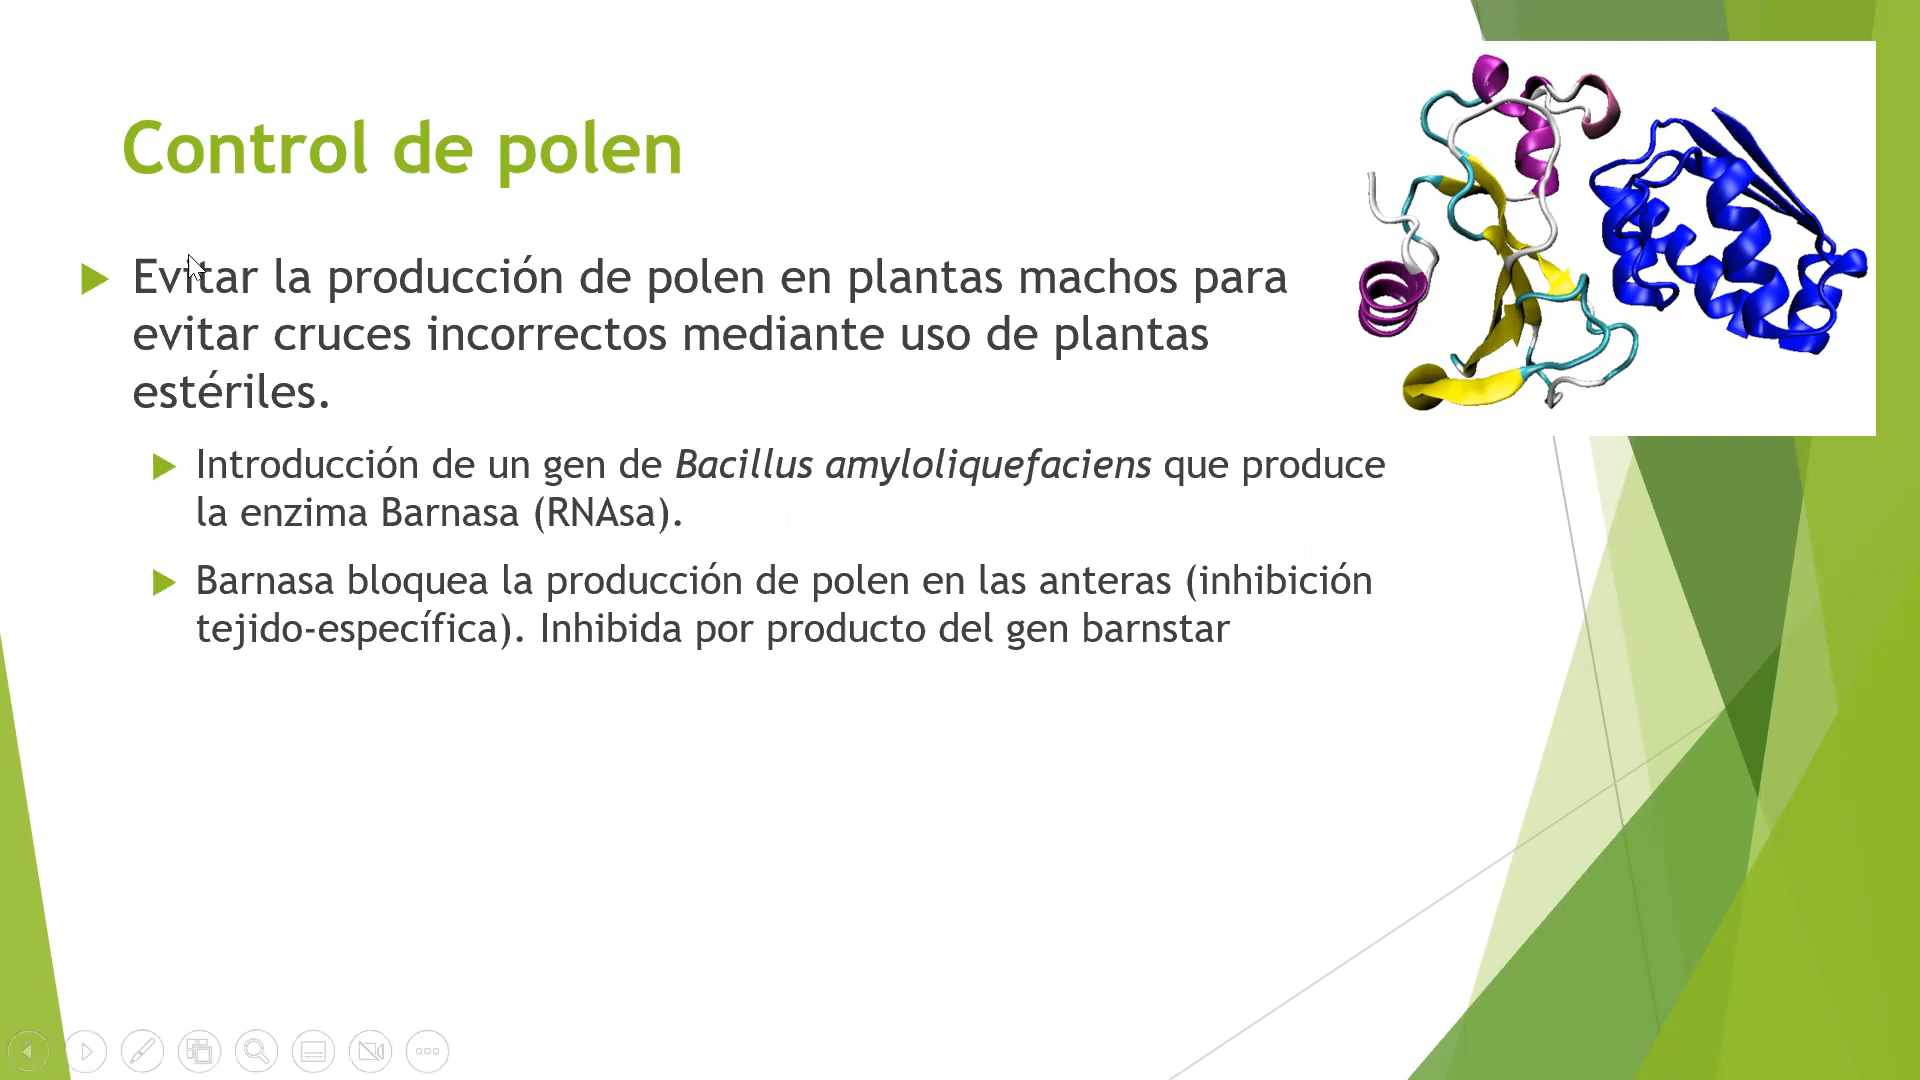 Control de polen
Evitar la producción de polen en plantas machos para
evitar cruces incorrectos mediante uso de plantas
estériles.
Introducción de un gen de Bacillus amyloliquefaciens que produce
la enzima Barnasa (RNAsa).
Barnasa bloquea la producción de polen en las anteras (inhibición
tejido-específica). Inhibida por producto del gen barnstar